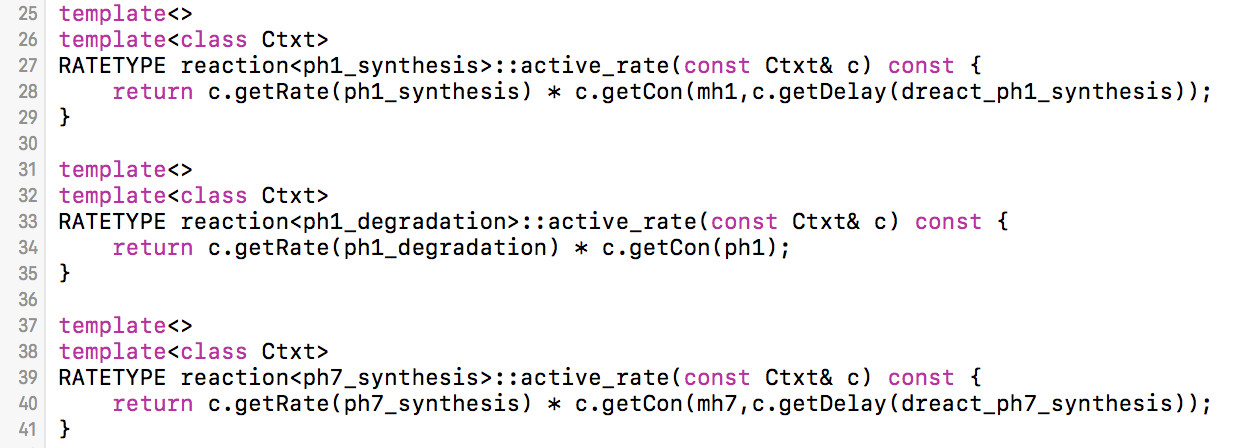 25 template<>
26 template<class Ctxt>
27 RATETYPE reaction<ph1_synthesis>::active_rate(const Ctxt& c) const {
28     return c.getRate(ph1_synthesis) * c.getCon(mh1,c.getDelay(dreact_ph1_synthesis));
29 }
30
31 template<>
32 template<class Ctxt>
33 RATETYPE reaction<ph1_degradation>::active_rate(const Ctxt& c) const {
34     return c.getRate(ph1_degradation) * c.getCon(ph1);
35 }
36
37 template<>
38 template<class Ctxt>
39 RATETYPE reaction<ph7_synthesis>::active_rate(const Ctxt& c) const {
40     return c.getRate(ph7_synthesis) * c.getCon(mh7,c.getDelay(dreact_ph7_synthesis));
41 }